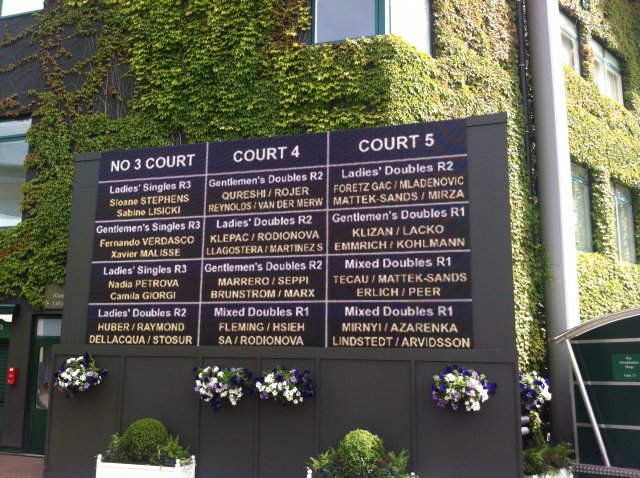 NO 3 COURT
Ladies' Singles R3
Sloane STEPHENS
Sabine LISICKI
Gentlemen's Singles R3
Fernando VERDASCO
Xavier MALISSE
Ladies' Singles R3
Nadia PETROVA
Camila GIORGI
Ladies' Doubles R2
HUBER / RAYMOND
DELLACQUA / STOSUR
COURT 4
Gentlemen's Doubles R2
QURESHI / ROJER
REYNOLDS / VAN DER MERW
Ladies' Doubles R2
KLEPAC / RODIONOVA
LLAGOSTERA / MARTINEZ S
Gentlemen's Doubles R2
MARRERO / SEPPI
BRUNSTROM / MARX
Mixed Doubles R1
FLEMING / HSIEH
SA / RODIONOVA
COURT 5
Ladies' Doubles R2
FORETZ GAC / MLADENOVIC
MATTEK-SANDS / MIRZA
Gentlemen's Doubles R1
KLIZAN / LACKO
EMMRICH / KOHLMANN
Mixed Doubles R1
TECAU / MATTEK-SANDS
ERLICH / PEER
Mixed Doubles R1
MIRNYI / AZARENKA
LINDSTEDT / ARVIDSSON
The
Wimbledon
Shop